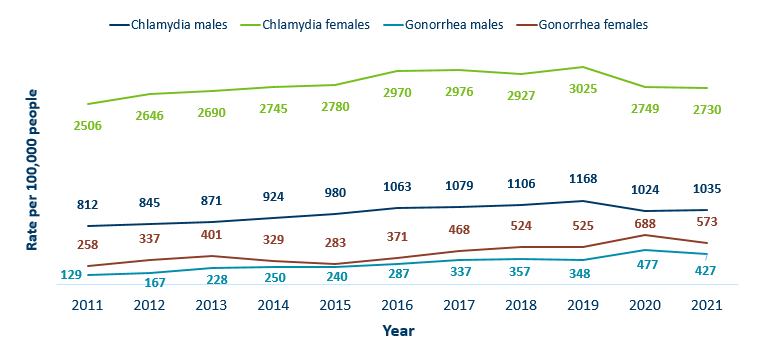 Chlamydia males Chlamydia females Gonorrhea males Gonorrhea females
Rate per 100,000 people
2506 2646 2690 2745 2780 2970 2976 2927 3025 2749 2730
812 845 871 924 980 1063 1079 1106 1168 1024 1035
258 337 401 329 283 371 468 524 525 688 573
129 167 228 250 240 287 337 357 348 477 427
2011 2012 2013 2014 2015 2016 2017 2018 2019 2020 2021
Year